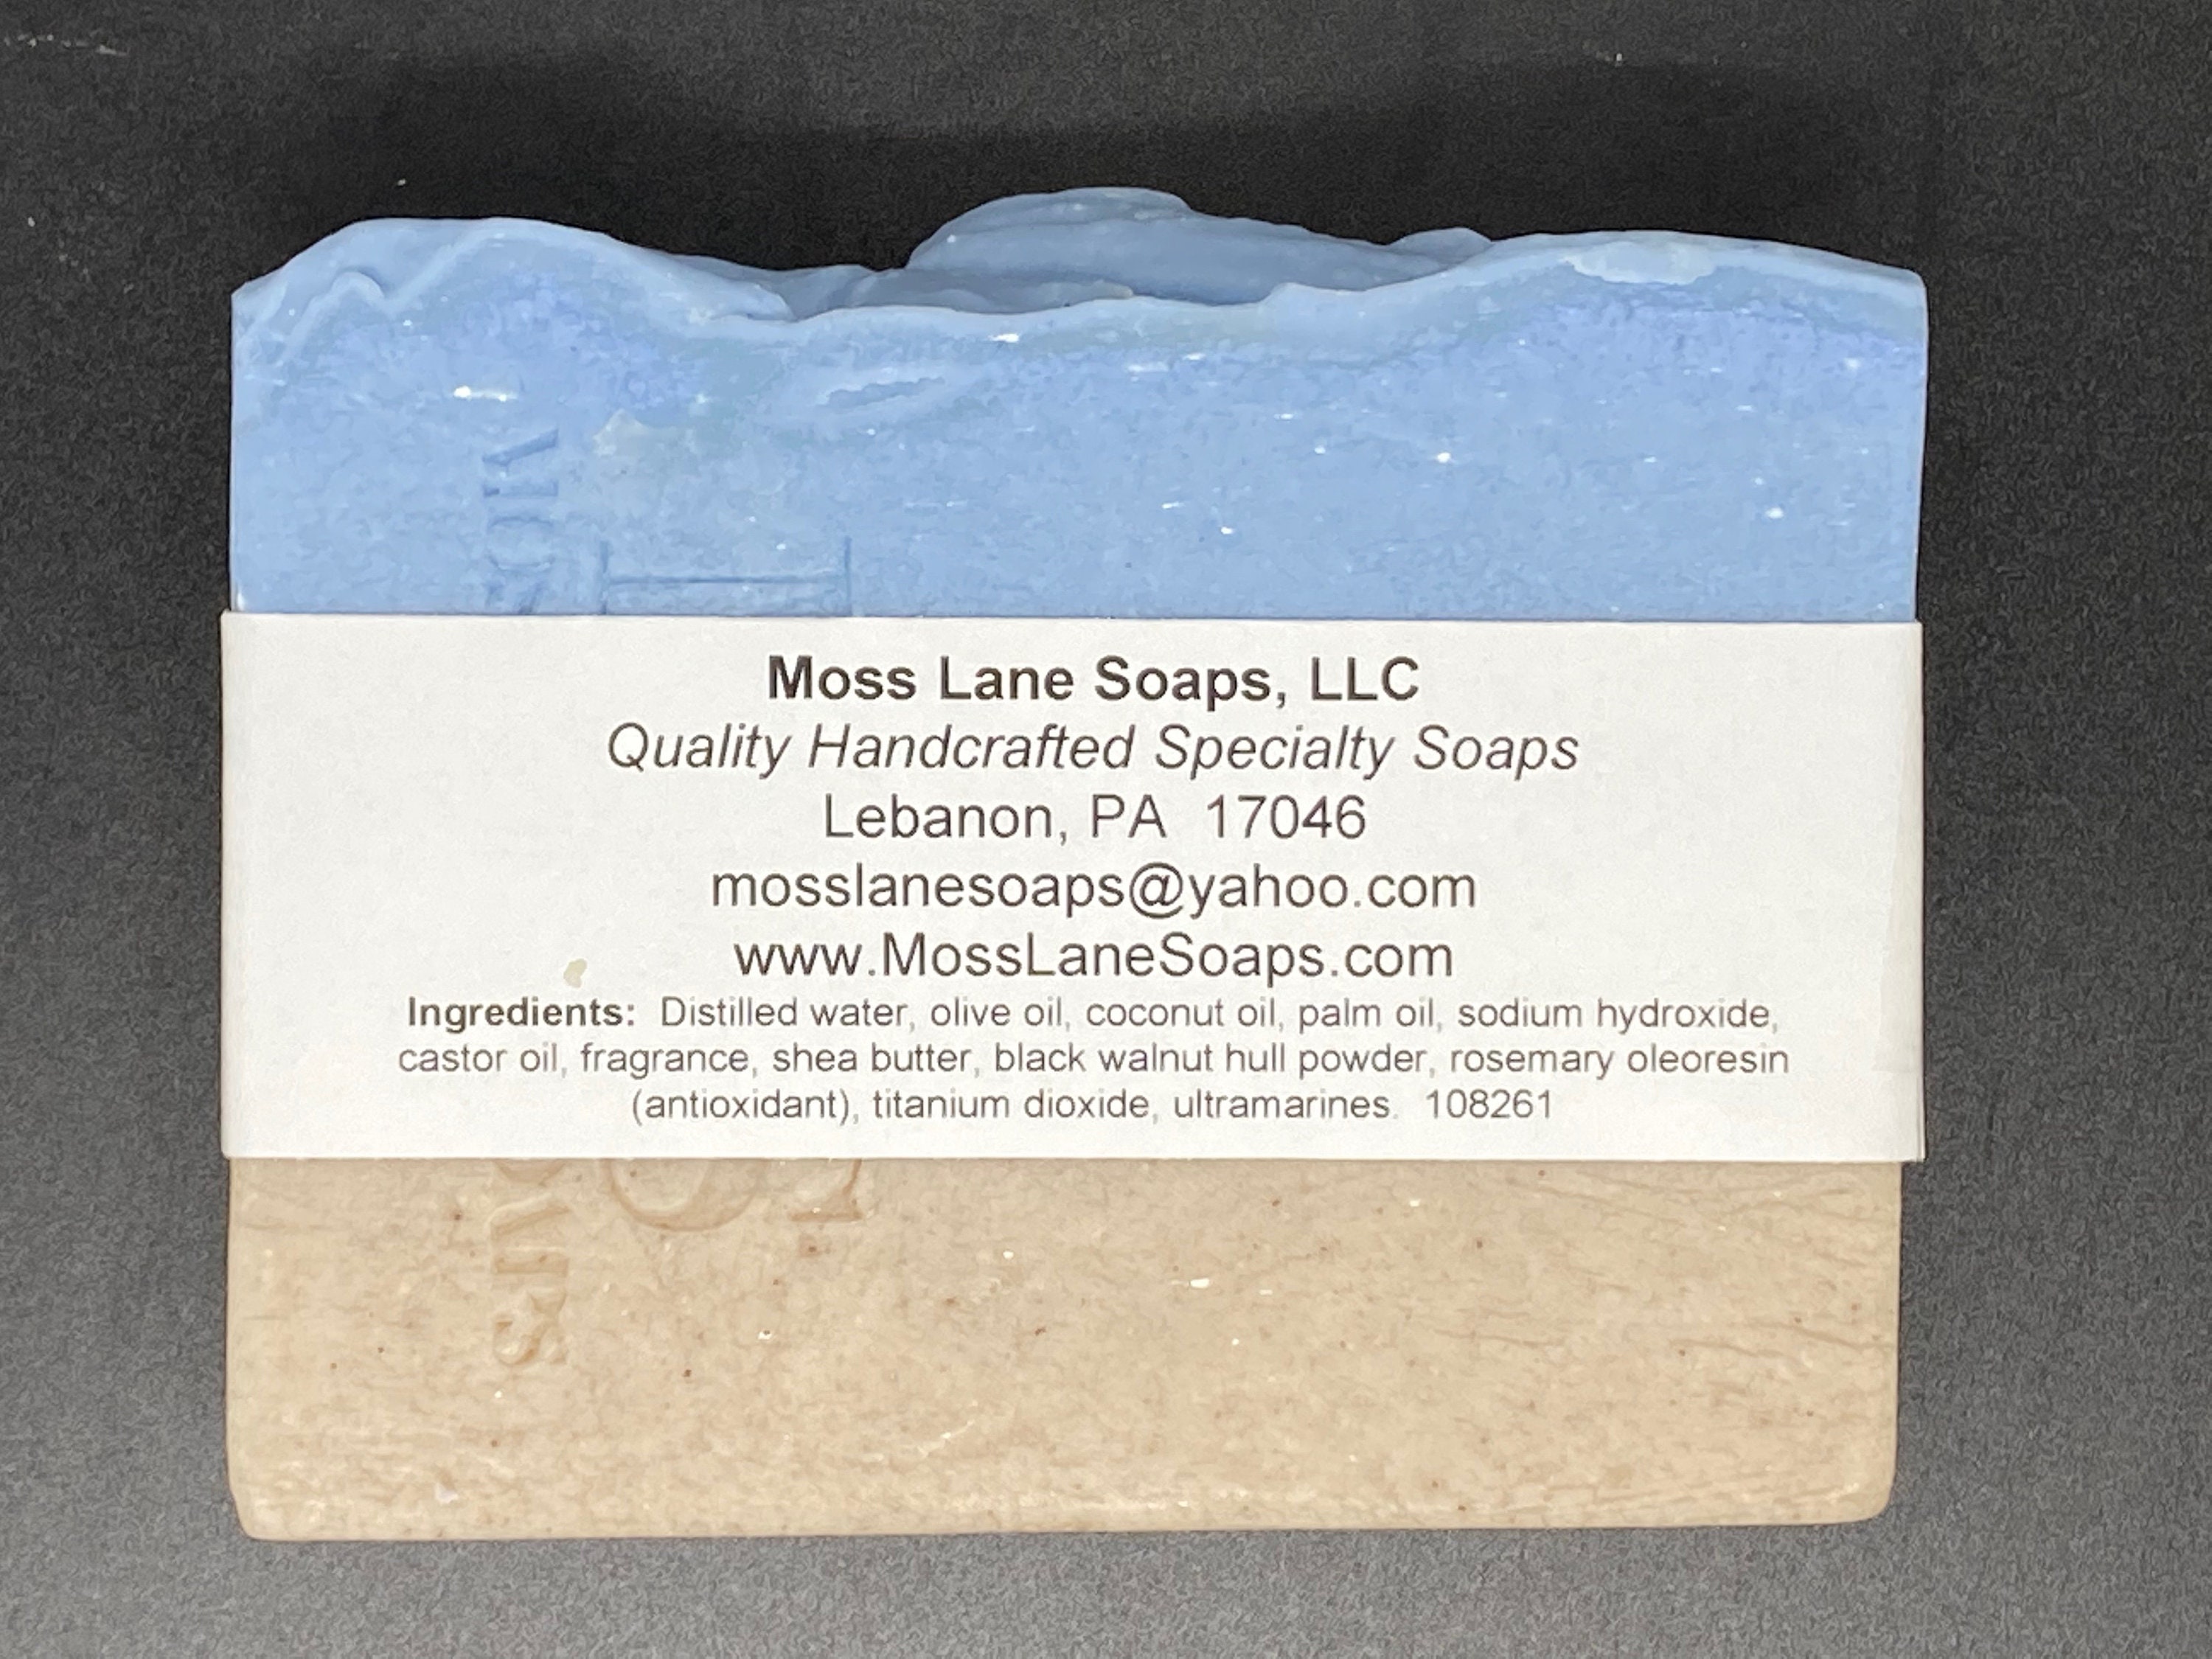 Moss Lane Soaps, LLC
Quality Handcrafted Specialty Soaps
Lebanon, PA 17046
mosslanesoaps@yahoo.com
www.MossLaneSoaps.com
Ingredients: Distilled water, olive oil, coconut oil, palm oil, sodium hydroxide,
castor oil, fragrance, shea butter, black walnut hull powder, rosemary oleoresin
(antioxidant), titanium dioxide, ultramarines. 108261